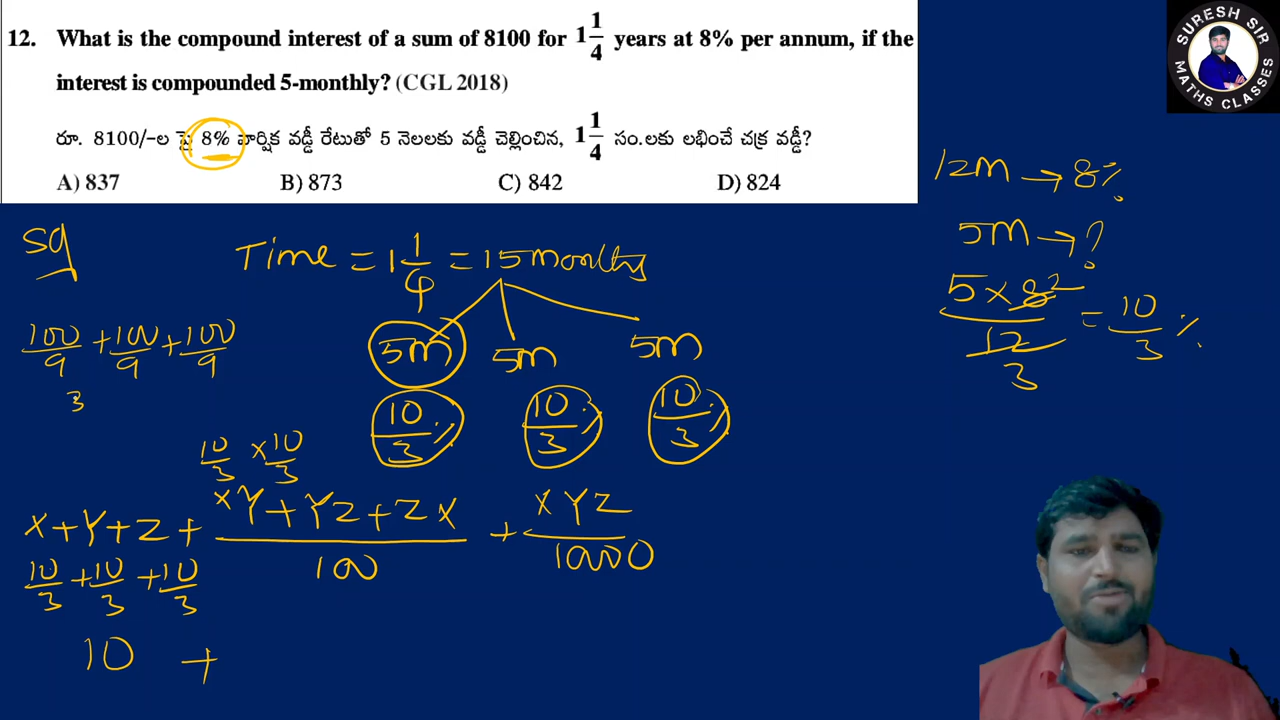 12. What is the compound interest of a sum of 8100 for 1 1/4 years at 8% per annum, if the
interest is compounded 5-monthly? (CGL 2018)
రూ. 8100/-ల పై 8% వార్షిక వడ్డీ రేటుతో 5 నెలలకు వడ్డీ చెల్లించిన, 1 1/4 సం.లకు లభించే చక్ర వడ్డీ?
A) 837 B) 873 C) 842 D) 824
SURESH SIR
MATHS CLASSES
12M → 8%
5M → ?
5 × 8 2 / 12 3 = 10/3 %
Time = 1 1/4 = 15 months
5M 5M 5M
10/3 % 10/3 % 10/3 %
100/9 + 100/9 + 100/9
3
10/3 × 10/3
X + Y + Z + XY + YZ + ZX / 100 + XYZ / 10000
10/3 + 10/3 + 10/3
10 +